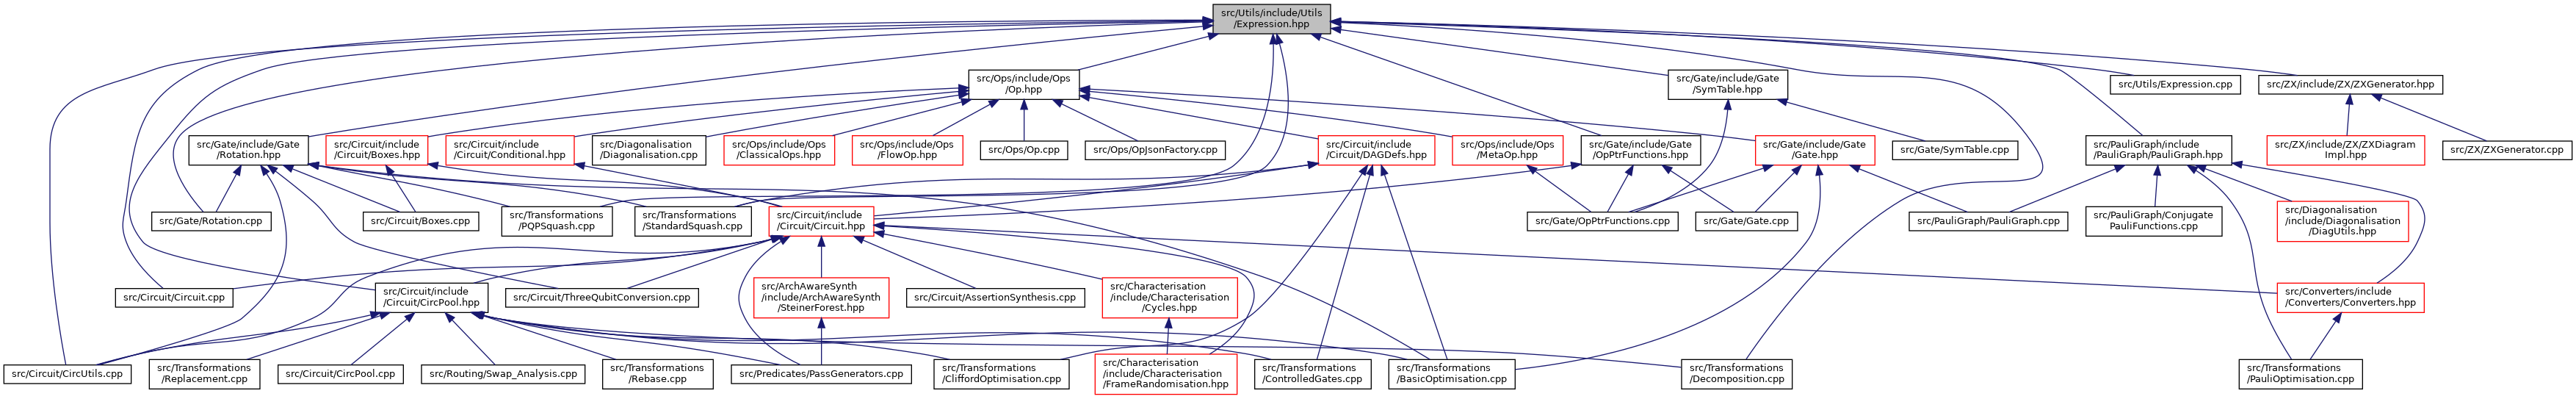 src/Utils/include/Utils
/Expression.hpp
src/Ops/include/Ops
/Op.hpp
src/Gate/include/Gate
/SymTable.hpp
src/Utils/Expression.cpp
src/ZX/include/ZX/ZXGenerator.hpp
src/Gate/include/Gate
/Rotation.hpp
src/Circuit/include
/Circuit/Boxes.hpp
src/Circuit/include
/Circuit/Conditional.hpp
src/Diagonalisation
/Diagonalisation.cpp
src/Ops/include/Ops
/ClassicalOps.hpp
src/Ops/include/Ops
/FlowOp.hpp
src/Ops/Op.cpp
src/Ops/OpJsonFactory.cpp
src/Circuit/include
/Circuit/DAGDefs.hpp
src/Ops/include/Ops
/MetaOp.hpp
src/Gate/include/Gate
/OpPtrFunctions.hpp
src/Gate/include/Gate
/Gate.hpp
src/Gate/SymTable.cpp
src/PauliGraph/include
/PauliGraph/PauliGraph.hpp
src/ZX/include/ZX/ZXDiagram
Impl.hpp
src/ZX/ZXGenerator.cpp
src/Gate/Rotation.cpp
src/Circuit/Boxes.cpp
src/Transformations
/PQPSquash.cpp
src/Transformations
/StandardSquash.cpp
src/Circuit/include
/Circuit/Circuit.hpp
src/Gate/OpPtrFunctions.cpp
src/Gate/Gate.cpp
src/PauliGraph/PauliGraph.cpp
src/PauliGraph/Conjugate
PauliFunctions.cpp
src/Diagonalisation
/include/Diagonalisation
/DiagUtils.hpp
src/Circuit/Circuit.cpp
src/Circuit/include
/Circuit/CircPool.hpp
src/Circuit/ThreeQubitConversion.cpp
src/ArchAwareSynth
/include/ArchAwareSynth
/SteinerForest.hpp
src/Circuit/AssertionSynthesis.cpp
src/Characterisation
/include/Characterisation
/Cycles.hpp
src/Converters/include
/Converters/Converters.hpp
src/Circuit/CircUtils.cpp
src/Transformations
/Replacement.cpp
src/Circuit/CircPool.cpp
src/Routing/Swap_Analysis.cpp
src/Transformations
/Rebase.cpp
src/Predicates/PassGenerators.cpp
src/Transformations
/CliffordOptimisation.cpp
src/Characterisation
/include/Characterisation
/FrameRandomisation.hpp
src/Transformations
/ControlledGates.cpp
src/Transformations
/BasicOptimisation.cpp
src/Transformations
/Decomposition.cpp
src/Transformations
/PauliOptimisation.cpp